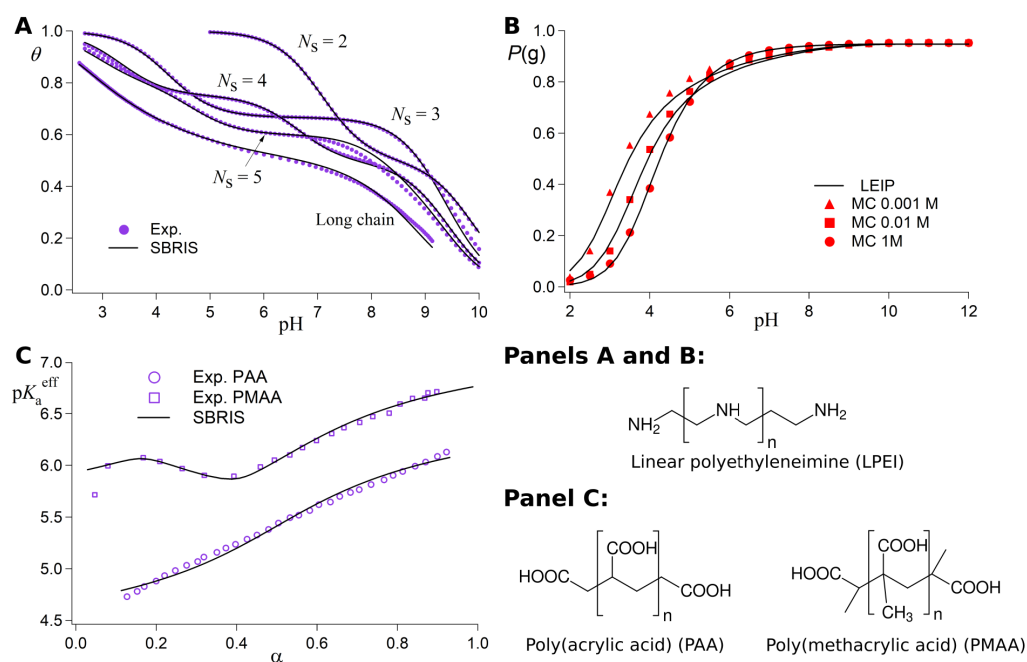 A
1.0
0.8
0.6
0.4
0.2
0.0
θ
NS = 2
NS = 4
NS = 3
NS = 5
Long chain
Exp.
SBRIS
3
4
5
6
7
8
9
10
pH
B
P(g)
1.0
0.8
0.6
0.4
0.2
0.0
LEIP
MC 0.001 M
MC 0.01 M
MC 1M
2
4
6
8
10
12
pH
C
pKa eff
7.0
6.5
6.0
5.5
5.0
4.5
Exp. PAA
Exp. PMAA
SBRIS
0.0
0.2
0.4
0.6
0.8
1.0
α
Panels A and B:
NH2
NH
NH2
n
Linear polyethyleneimine (LPEI)
Panel C:
COOH
HOOC
COOH
n
Poly(acrylic acid) (PAA)
COOH
HOOC
COOH
CH3
n
Poly(methacrylic acid) (PMAA)